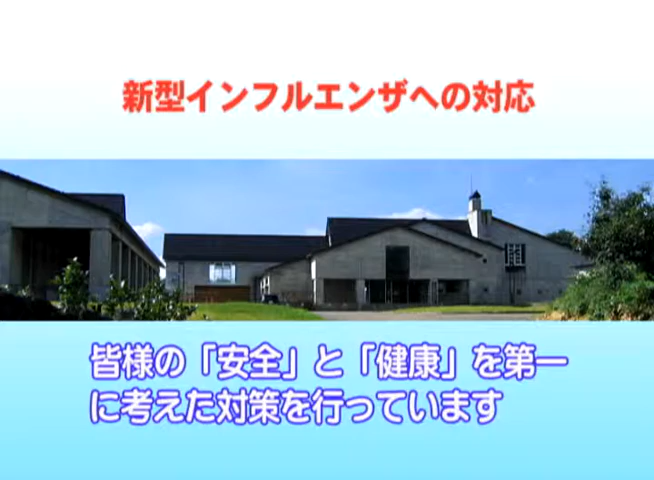 新型インフルエンザへの対応
皆様の「安全」と「健康」を第一
に考えた対策を行っています